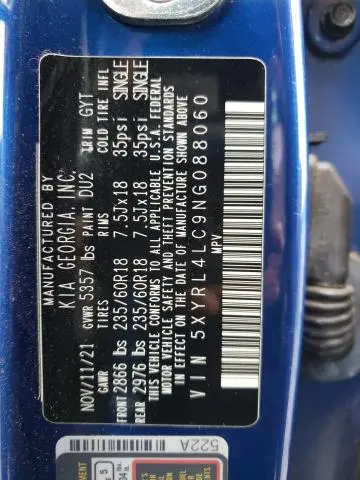 MANUFACTURED BY
KIA GEORGIA, INC.
NOV/11/21 GVWR 5357 lbs PAINT DU2 TRIM GYT
GAWR TIRES RIMS COLD TIRE INFL
FRONT 2866 lbs 235/60R18 7.5Jx18 35psi SINGLE
REAR 2976 lbs 235/60R18 7.5Jx18 35psi SINGLE
THIS VEHICLE CONFORMS TO ALL APPLICABLE U.S.A. FEDERAL
MOTOR VEHICLE SAFETY AND THEFT PREVENTION STANDARDS
IN EFFECT ON THE DATE OF MANUFACTURE SHOWN ABOVE.
VIN 5XYRL4LC9NG088060
MPV
522A